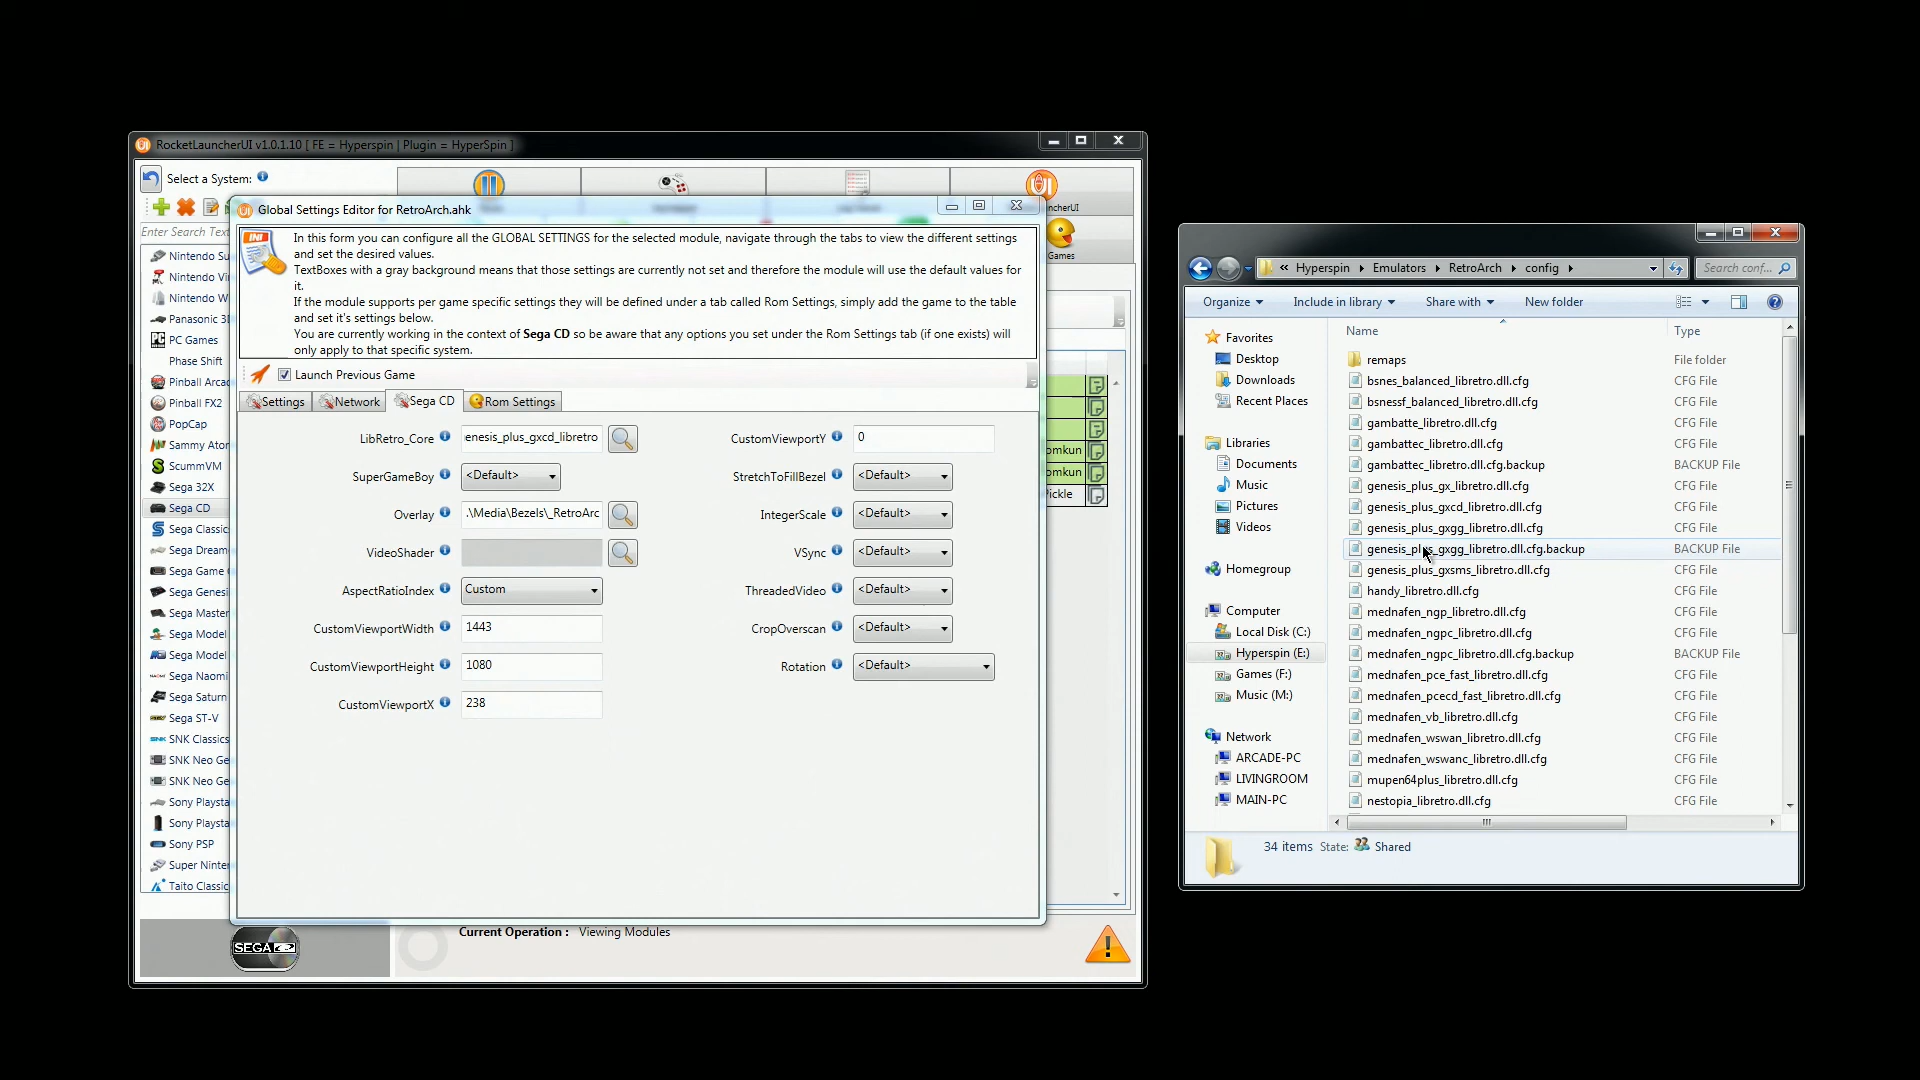 RocketLauncherUI v1.0.1.10 [ FE = Hyperspin | Plugin = HyperSpin ]
Select a System:
Enter Search Text
Nintendo Su
Nintendo Vi
Nintendo W
Panasonic 3
PC Games
Phase Shift
Pinball Arca
Pinball FX2
PopCap
Sammy Ato
ScummVM
Sega 32X
Sega CD
Sega Classic
Sega Dream
Sega Game
Sega Genesi
Sega Master
Sega Model
Sega Model
Sega Naomi
Sega Saturn
Sega ST-V
SNK Classics
SNK Neo Ge
SNK Neo Ge
Sony Playsta
Sony Playsta
Sony PSP
Super Ninte
Taito Classic
SEGA CD
Current Operation : Viewing Modules
ncherUI
Games
omkun
omkun
Pickle
Global Settings Editor for RetroArch.ahk
INI
In this form you can configure all the GLOBAL SETTINGS for the selected module, navigate through the tabs to view the different settings
and set the desired values.
TextBoxes with a gray background means that those settings are currently not set and therefore the module will use the default values for
it.
If the module supports per game specific settings they will be defined under a tab called Rom Settings, simply add the game to the table
and set it's settings below.
You are currently working in the context of Sega CD so be aware that any options you set under the Rom Settings tab (if one exists) will
only apply to that specific system.
Launch Previous Game
Settings Network Sega CD Rom Settings
LibRetro_Core enesis_plus_gxcd_libretro
SuperGameBoy <Default>
Overlay .\Media\Bezels\_RetroArc
VideoShader
AspectRatioIndex Custom
CustomViewportWidth 1443
CustomViewportHeight 1080
CustomViewportX 238
CustomViewportY 0
StretchToFillBezel <Default>
IntegerScale <Default>
VSync <Default>
ThreadedVideo <Default>
CropOverscan <Default>
Rotation <Default>
« Hyperspin Emulators RetroArch config
Search conf...
Organize Include in library Share with New folder
Favorites
Desktop
Downloads
Recent Places
Libraries
Documents
Music
Pictures
Videos
Homegroup
Computer
Local Disk (C:)
Hyperspin (E:)
Games (F:)
Music (M:)
Network
ARCADE-PC
LIVINGROOM
MAIN-PC
Name Type
remaps File folder
bsnes_balanced_libretro.dll.cfg CFG File
bsnessf_balanced_libretro.dll.cfg CFG File
gambatte_libretro.dll.cfg CFG File
gambattec_libretro.dll.cfg CFG File
gambattec_libretro.dll.cfg.backup BACKUP File
genesis_plus_gx_libretro.dll.cfg CFG File
genesis_plus_gxcd_libretro.dll.cfg CFG File
genesis_plus_gxgg_libretro.dll.cfg CFG File
genesis_plus_gxgg_libretro.dll.cfg.backup BACKUP File
genesis_plus_gxsms_libretro.dll.cfg CFG File
handy_libretro.dll.cfg CFG File
mednafen_ngp_libretro.dll.cfg CFG File
mednafen_ngpc_libretro.dll.cfg CFG File
mednafen_ngpc_libretro.dll.cfg.backup BACKUP File
mednafen_pce_fast_libretro.dll.cfg CFG File
mednafen_pcecd_fast_libretro.dll.cfg CFG File
mednafen_vb_libretro.dll.cfg CFG File
mednafen_wswan_libretro.dll.cfg CFG File
mednafen_wswanc_libretro.dll.cfg CFG File
mupen64plus_libretro.dll.cfg CFG File
nestopia_libretro.dll.cfg CFG File
34 items State: Shared